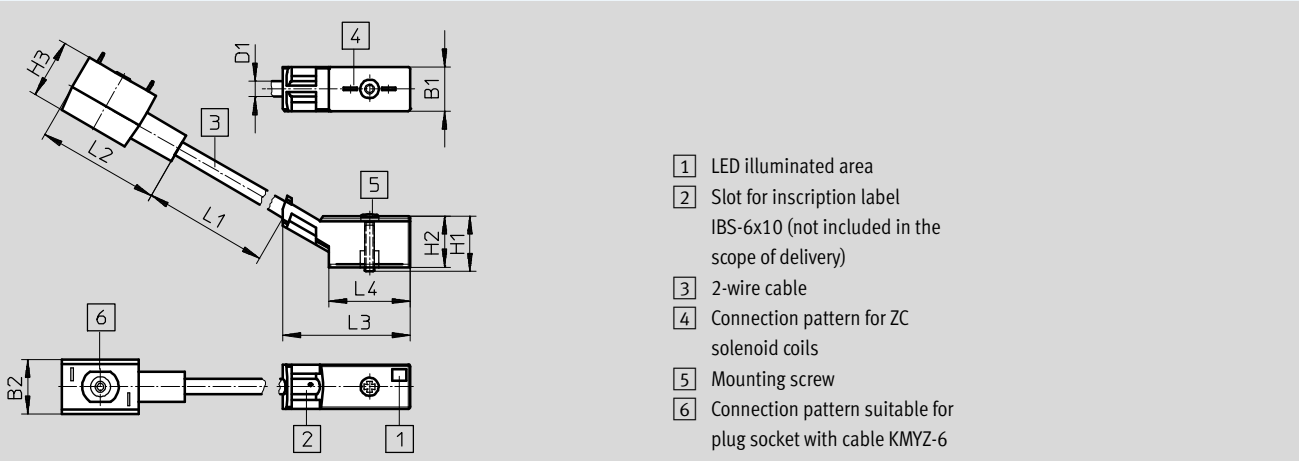 H3
D1
4
B1
3
L2
5
L1
H2
H1
L4
L3
6
B2
2
1
1 LED illuminated area
2 Slot for inscription label
IBS-6x10 (not included in the
scope of delivery)
3 2-wire cable
4 Connection pattern for ZC
solenoid coils
5 Mounting screw
6 Connection pattern suitable for
plug socket with cable KMYZ-6